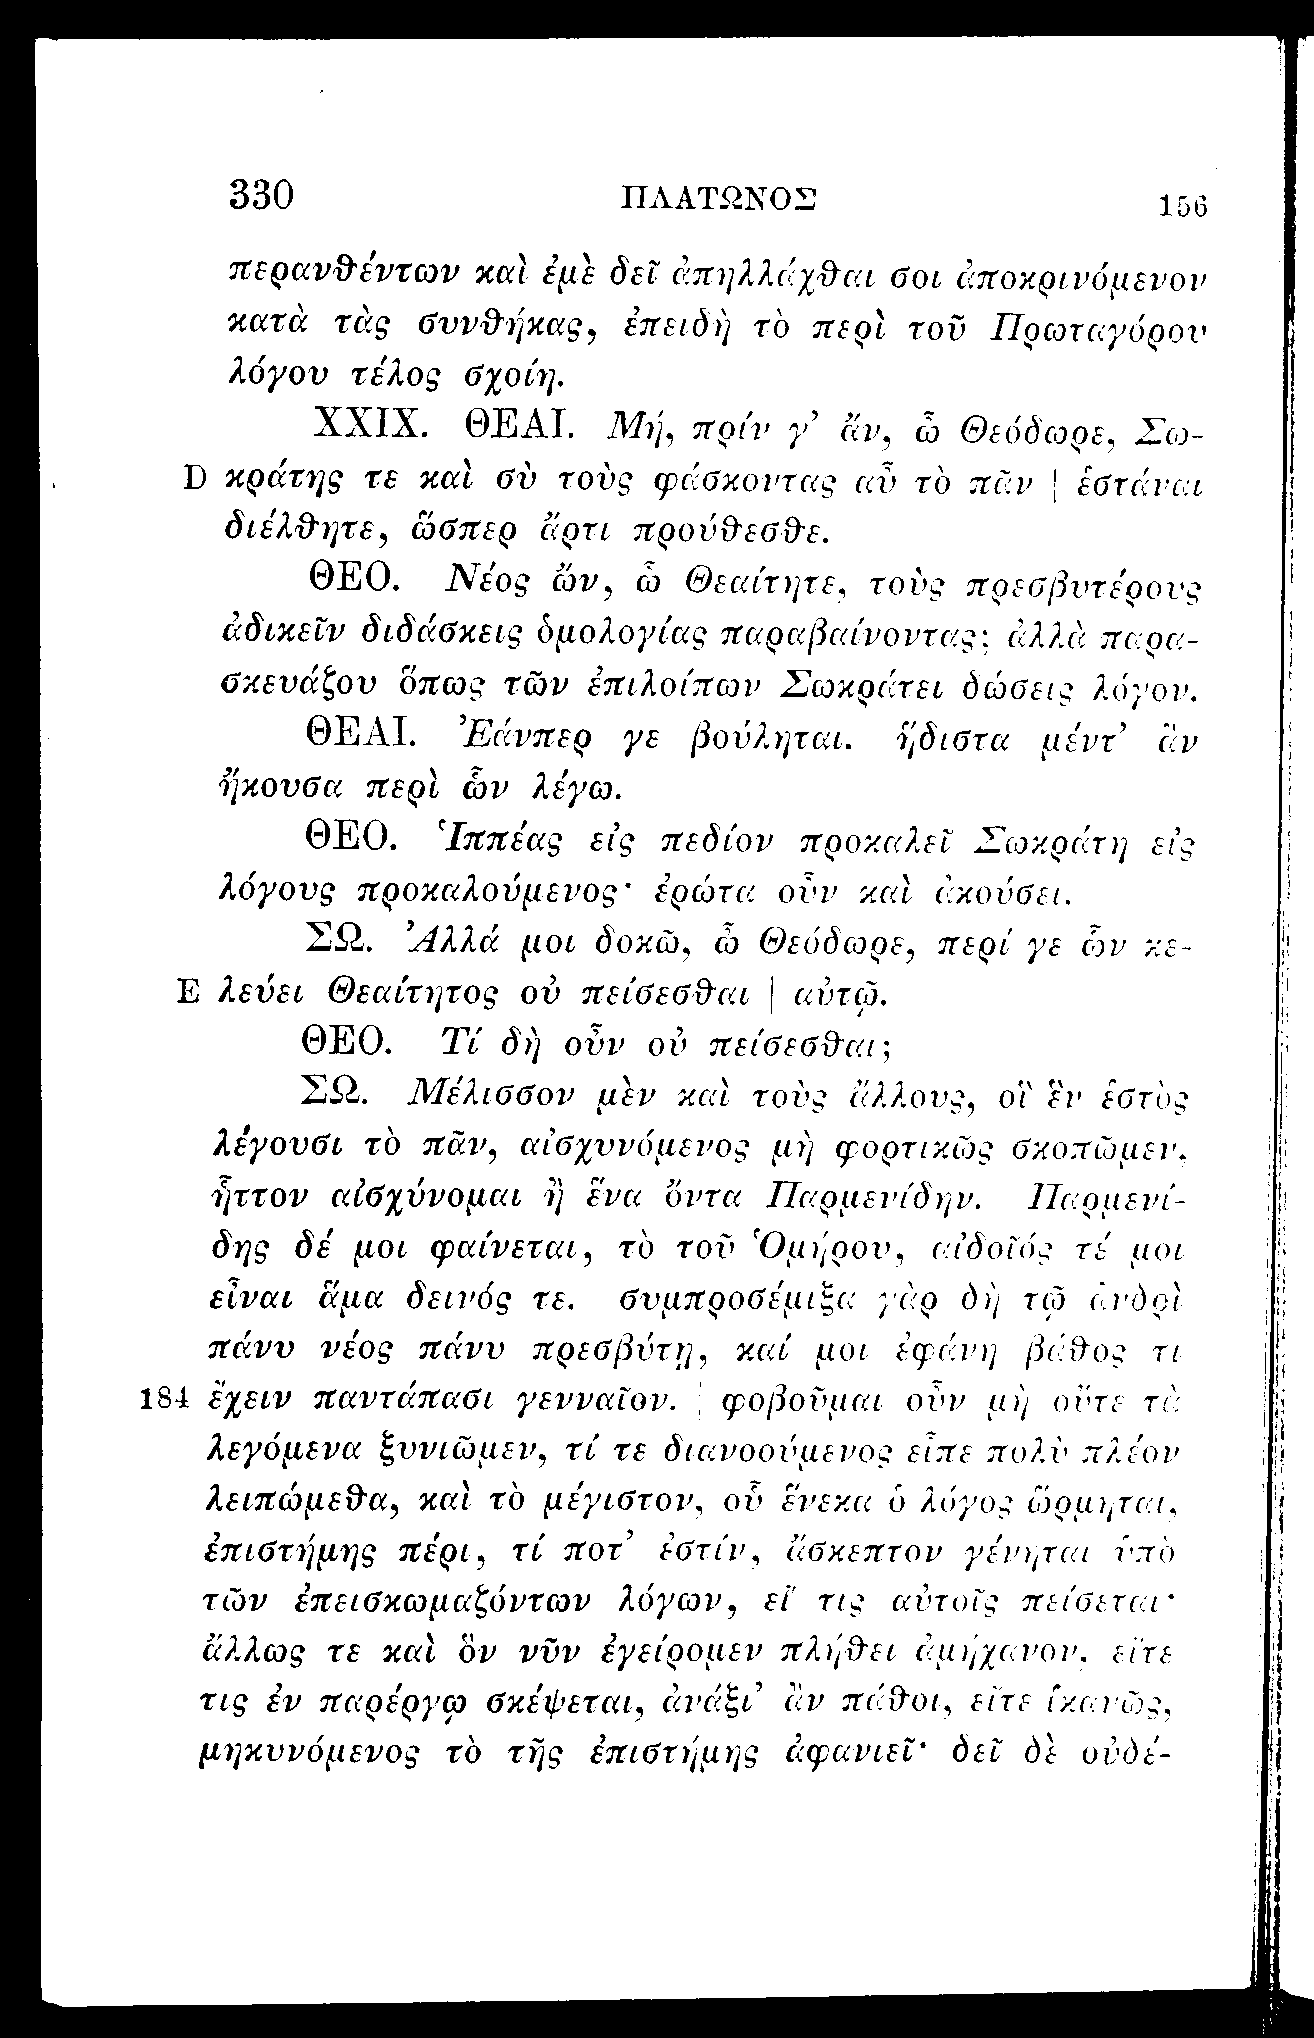 330 ΠΛΑΤΩΝΟΣ 156
περανθέντων καὶ ἐμὲ δεῖ ἀπηλλάχθαι σοι ἀποκρινόμενον
κατὰ τὰς συνθήκας, ἐπειδὴ τὸ περὶ τοῦ Πρωταγόρου
λόγου τέλος σχοίη.
XXIX. ΘΕΑΙ. Μή, πρίν γ’ ἄν, ὦ Θεόδωρε, Σω-
D κράτης τε καὶ σὺ τοὺς φάσκοντας αὖ τὸ πᾶν | ἑστάναι
διέλθητε, ὥσπερ ἄρτι προύθεσθε.
ΘΕΟ. Νέος ὤν, ὦ Θεαίτητε, τοὺς πρεσβυτέρους
ἀδικεῖν διδάσκεις ὁμολογίας παραβαίνοντας; ἀλλὰ παρα-
σκευάζου ὅπως τῶν ἐπιλοίπων Σωκράτει δώσεις λόγον.
ΘΕΑΙ. Ἐάνπερ γε βούληται. ἥδιστα μέντ’ ἂν
ἤκουσα περὶ ὧν λέγω.
ΘΕΟ. Ἱππέας εἰς πεδίον προκαλεῖ Σωκράτη εἰς
λόγους προκαλούμενος· ἐρώτα οὖν καὶ ἀκούσει.
ΣΩ. Ἀλλά μοι δοκῶ, ὦ Θεόδωρε, περί γε ὧν κε-
E λεύει Θεαίτητος οὐ πείσεσθαι | αὐτῷ.
ΘΕΟ. Τί δὴ οὖν οὐ πείσεσθαι;
ΣΩ. Μέλισσον μὲν καὶ τοὺς ἄλλους, οἳ ἓν ἑστὸς
λέγουσι τὸ πᾶν, αἰσχυνόμενος μὴ φορτικῶς σκοπῶμεν,
ἧττον αἰσχύνομαι ἢ ἕνα ὄντα Παρμενίδην. Παρμενί-
δης δέ μοι φαίνεται, τὸ τοῦ Ὁμήρου, αἰδοῖός τέ μοι
εἶναι ἅμα δεινός τε. συμπροσέμιξα γὰρ δὴ τῷ ἀνδρὶ
πάνυ νέος πάνυ πρεσβύτῃ, καί μοι ἐφάνη βάθος τι
184 ἔχειν παντάπασι γενναῖον. | φοβοῦμαι οὖν μὴ οὔτε τὰ
λεγόμενα ξυνιῶμεν, τί τε διανοούμενος εἶπε πολὺ πλέον
λειπώμεθα, καὶ τὸ μέγιστον, οὗ ἕνεκα ὁ λόγος ὥρμηται,
ἐπιστήμης πέρι, τί ποτ’ ἐστίν, ἄσκεπτον γένηται ὑπὸ
τῶν ἐπεισκωμαζόντων λόγων, εἴ τις αὐτοῖς πείσεται·
ἄλλως τε καὶ ὃν νῦν ἐγείρομεν πλήθει ἀμήχανον, εἴτε
τις ἐν παρέργῳ σκέψεται, ἀνάξι’ ἂν πάθοι, εἴτε ἱκανῶς,
μηκυνόμενος τὸ τῆς ἐπιστήμης ἀφανιεῖ· δεῖ δὲ οὐδέ-